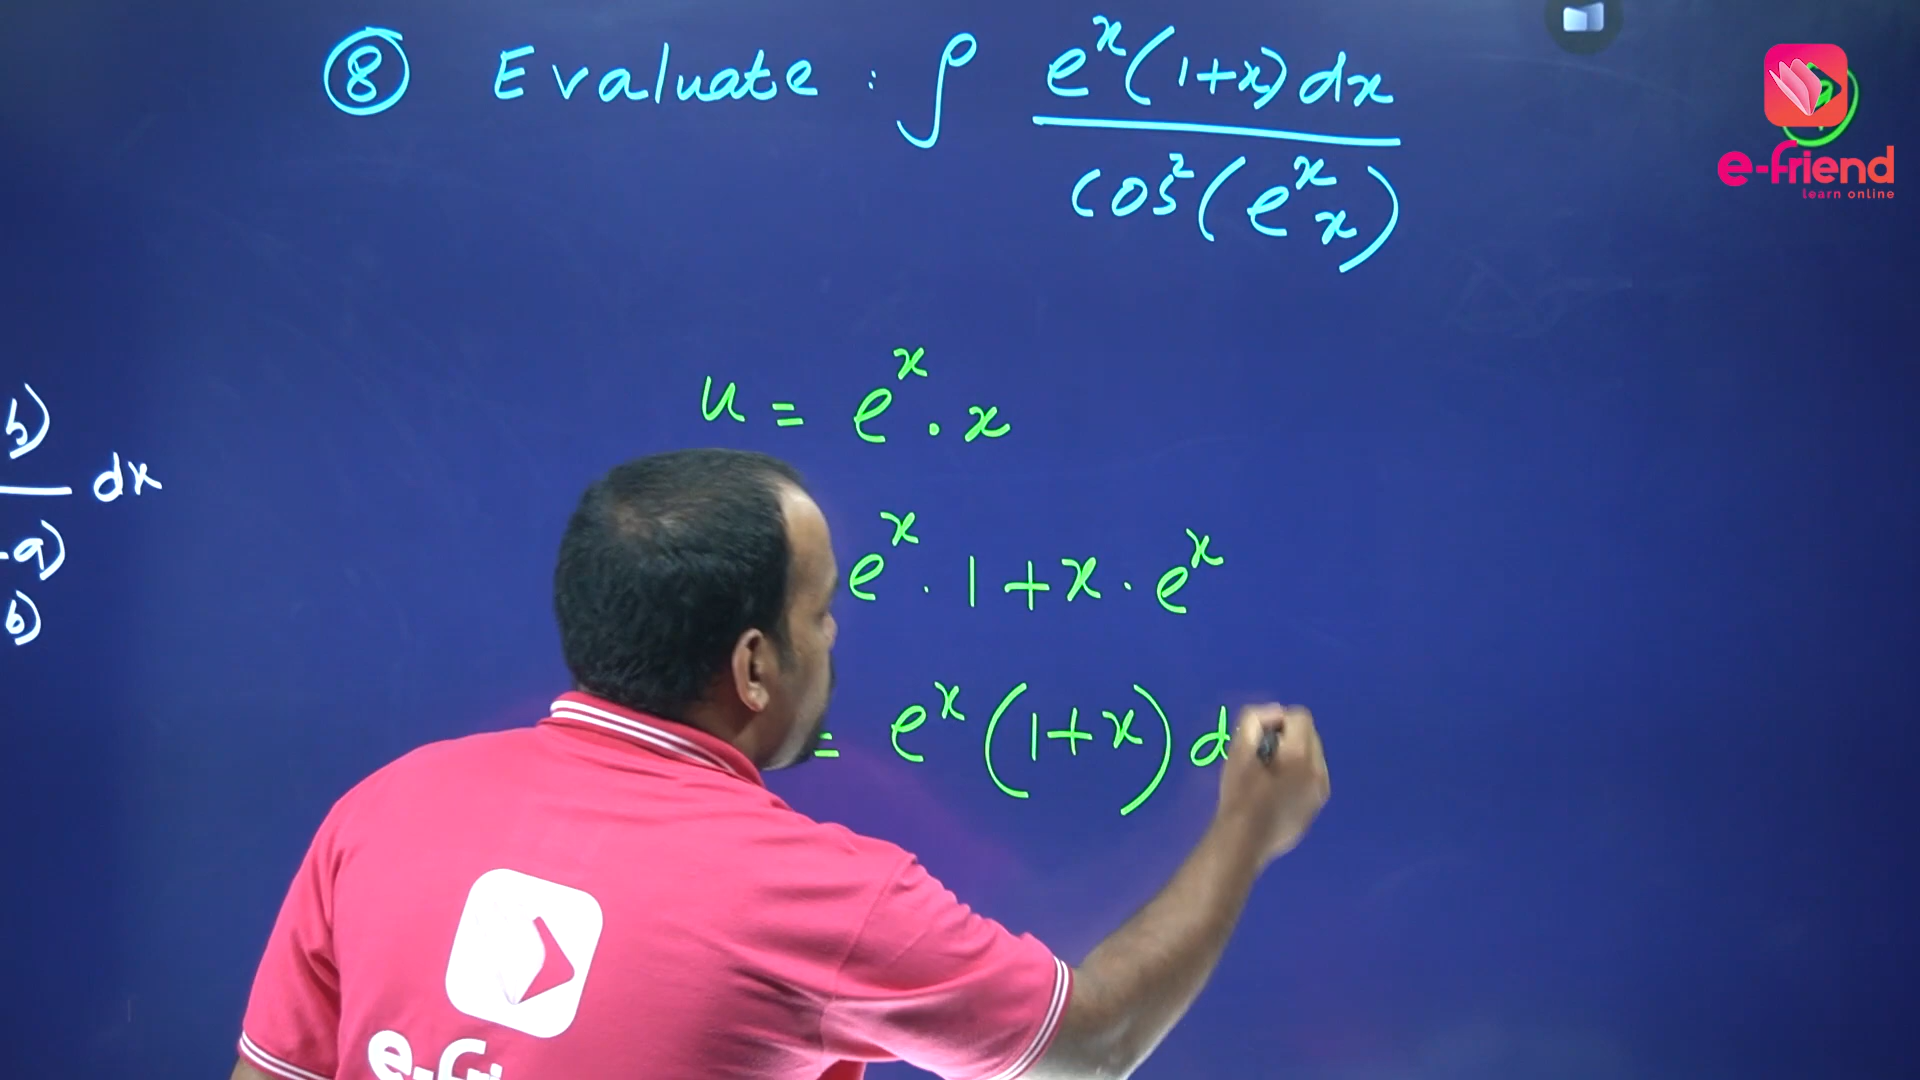 ⑧ Evaluate : ∫ e^x(1+x)dx
cos²(e^x x)
e-friend
learn online
u = e^x . x
b)
dx
-a)
b)
e^x . 1 + x . e^x
= e^x (1+x) d